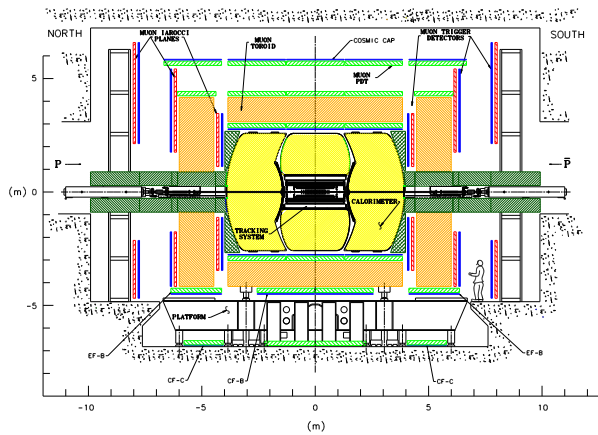 NORTH
MUON IAROCCI
PLANES
MUON
TOROID
COSMIC CAP
MUON
PDT
MUON TRIGGER
DETECTORS
SOUTH
5
P
P̅
(m)
0
CALORIMETER
TRACKING
SYSTEM
-5
PLATFORM
EF-B
EF-B
CF-C
CF-B
CF-C
-10
-5
0
5
10
(m)